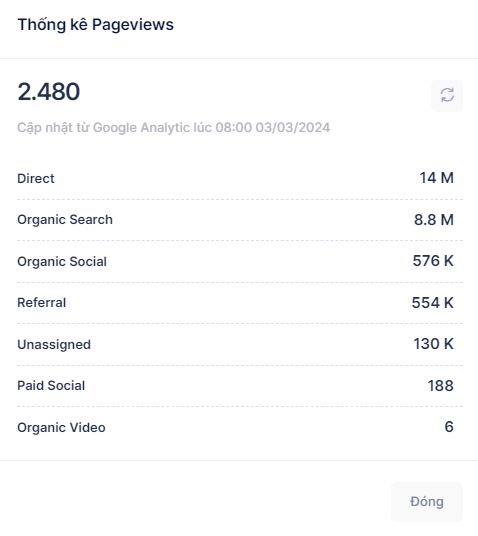 Thống kê Pageviews
2.480
Cập nhật từ Google Analytic lúc 08:00 03/03/2024
Direct 14 M
Organic Search 8.8 M
Organic Social 576 K
Referral 554 K
Unassigned 130 K
Paid Social 188
Organic Video 6
Đóng